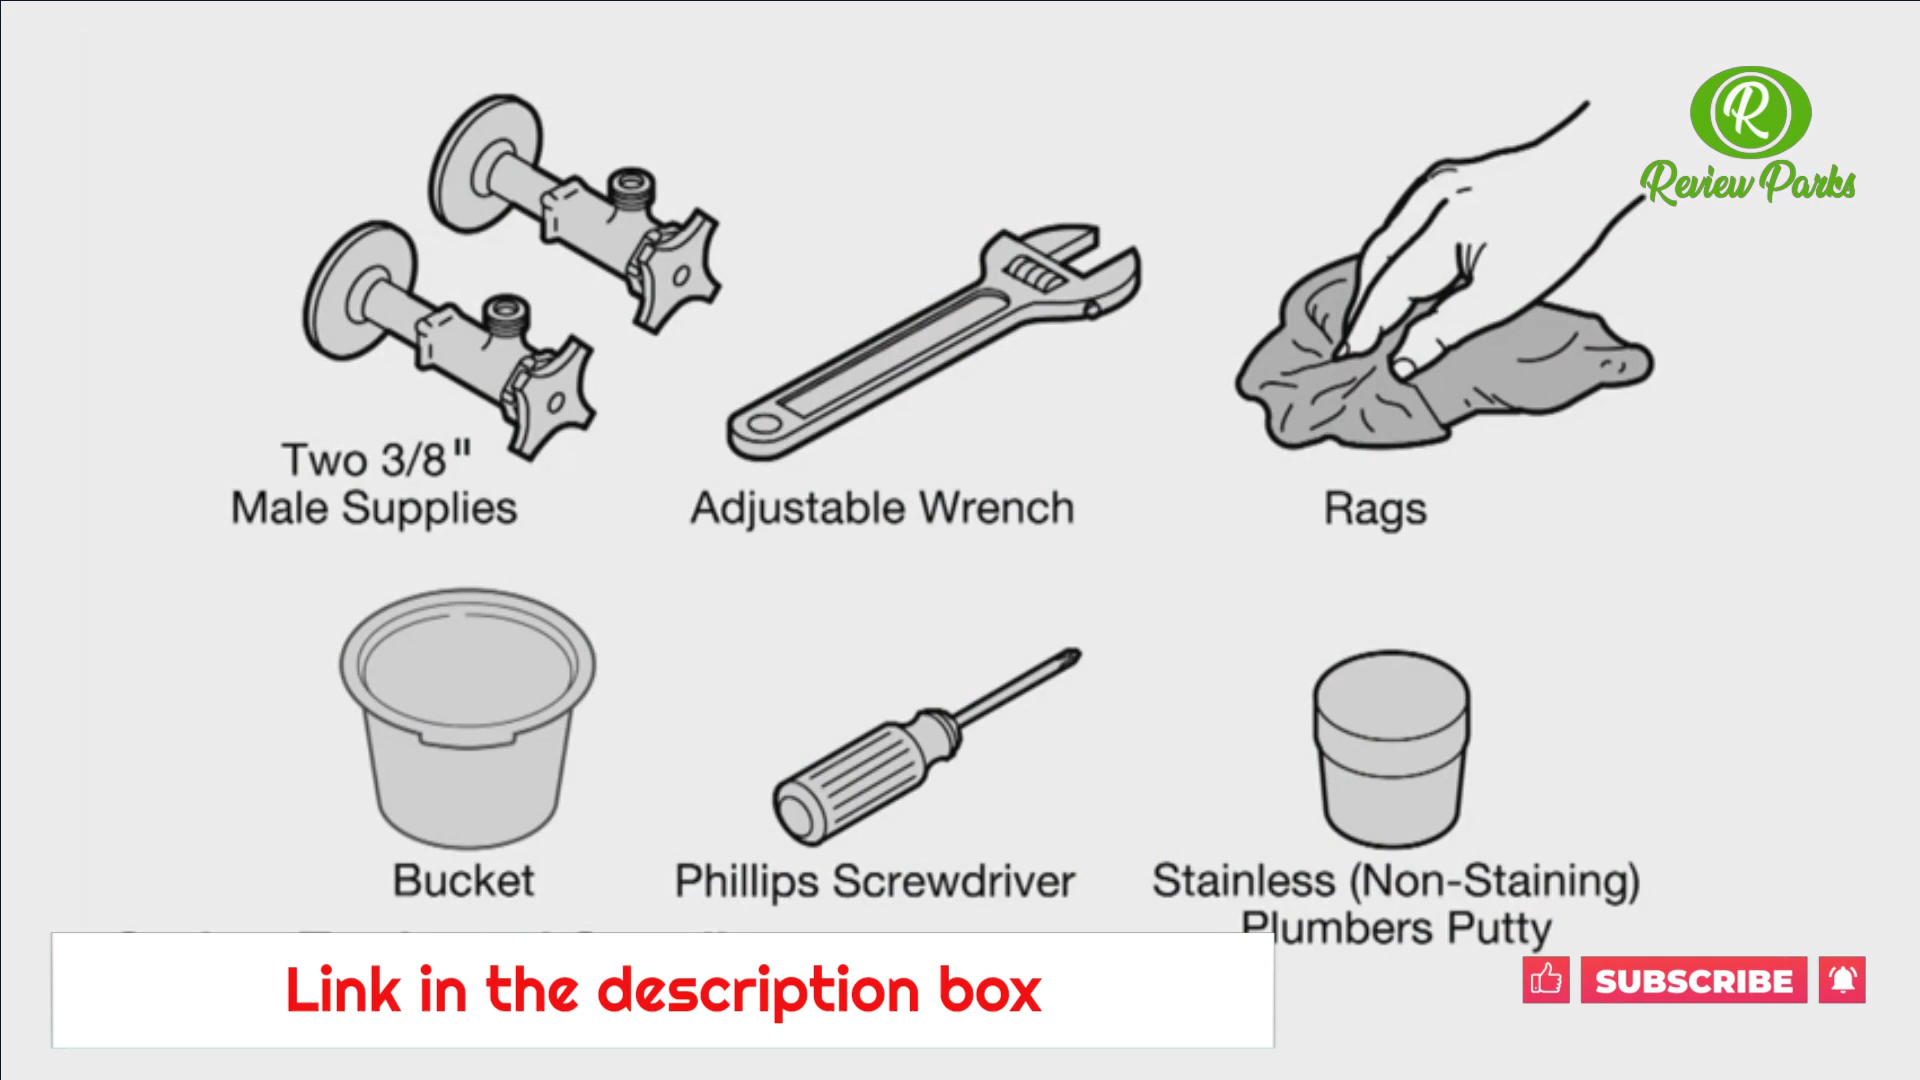 R
Review Parks
Two 3/8"
Male Supplies
Adjustable Wrench
Rags
Bucket
Phillips Screwdriver
Stainless (Non-Staining)
Plumbers Putty
Link in the description box
SUBSCRIBE